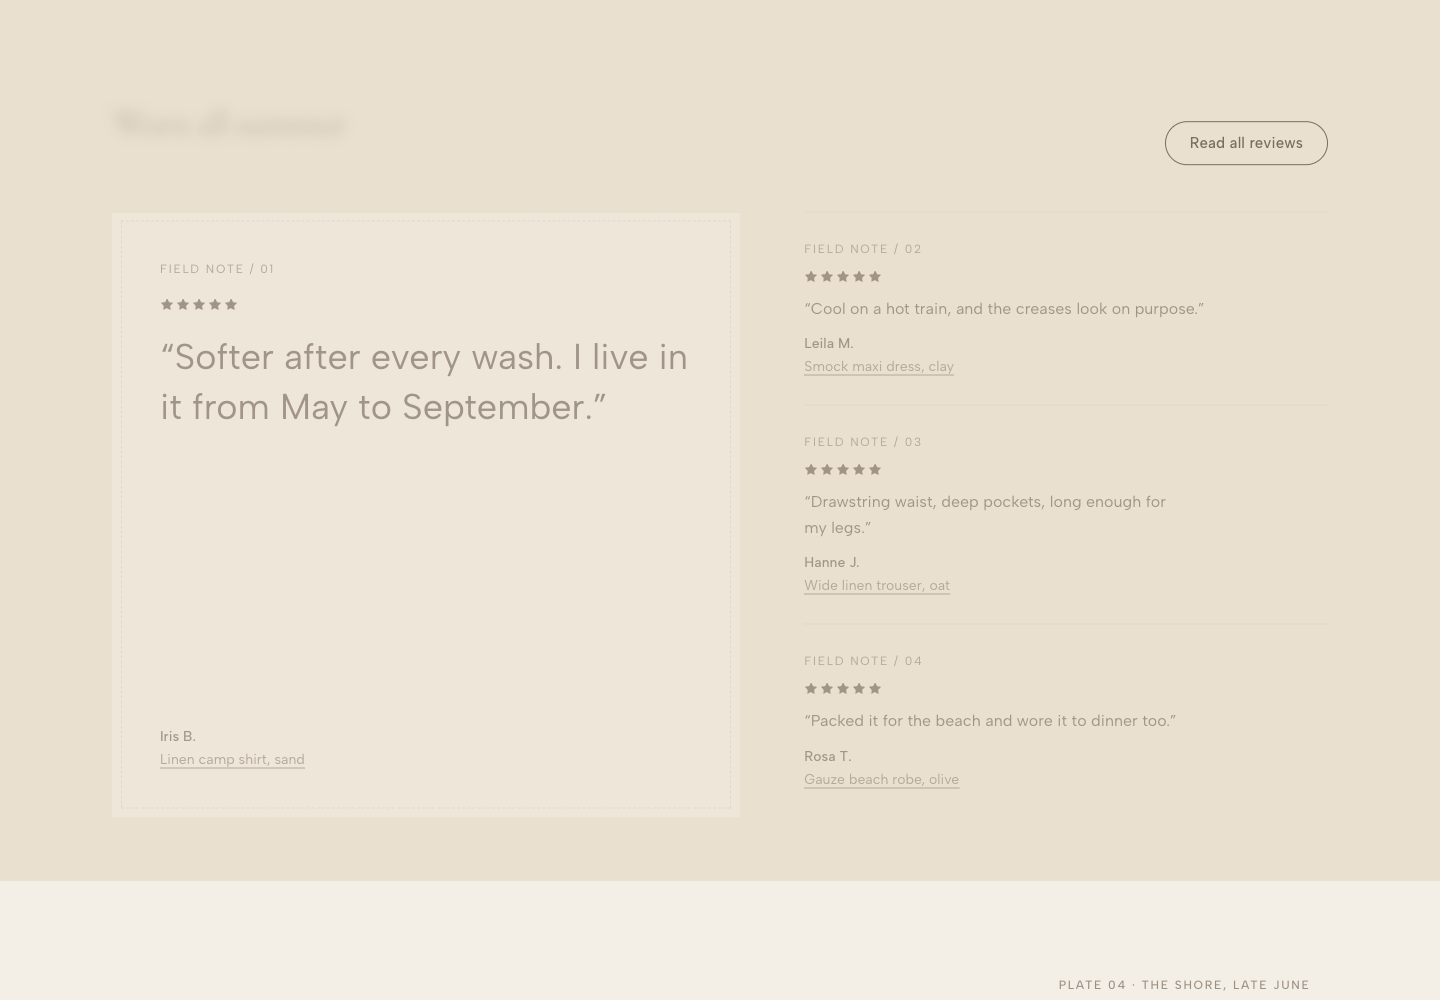 Worn all summer
Read all reviews
FIELD NOTE / 01
“Softer after every wash. I live in
it from May to September.”
Iris B.
Linen camp shirt, sand
FIELD NOTE / 02
“Cool on a hot train, and the creases look on purpose.”
Leila M.
Smock maxi dress, clay
FIELD NOTE / 03
“Drawstring waist, deep pockets, long enough for
my legs.”
Hanne J.
Wide linen trouser, oat
FIELD NOTE / 04
“Packed it for the beach and wore it to dinner too.”
Rosa T.
Gauze beach robe, olive
PLATE 04 · THE SHORE, LATE JUNE